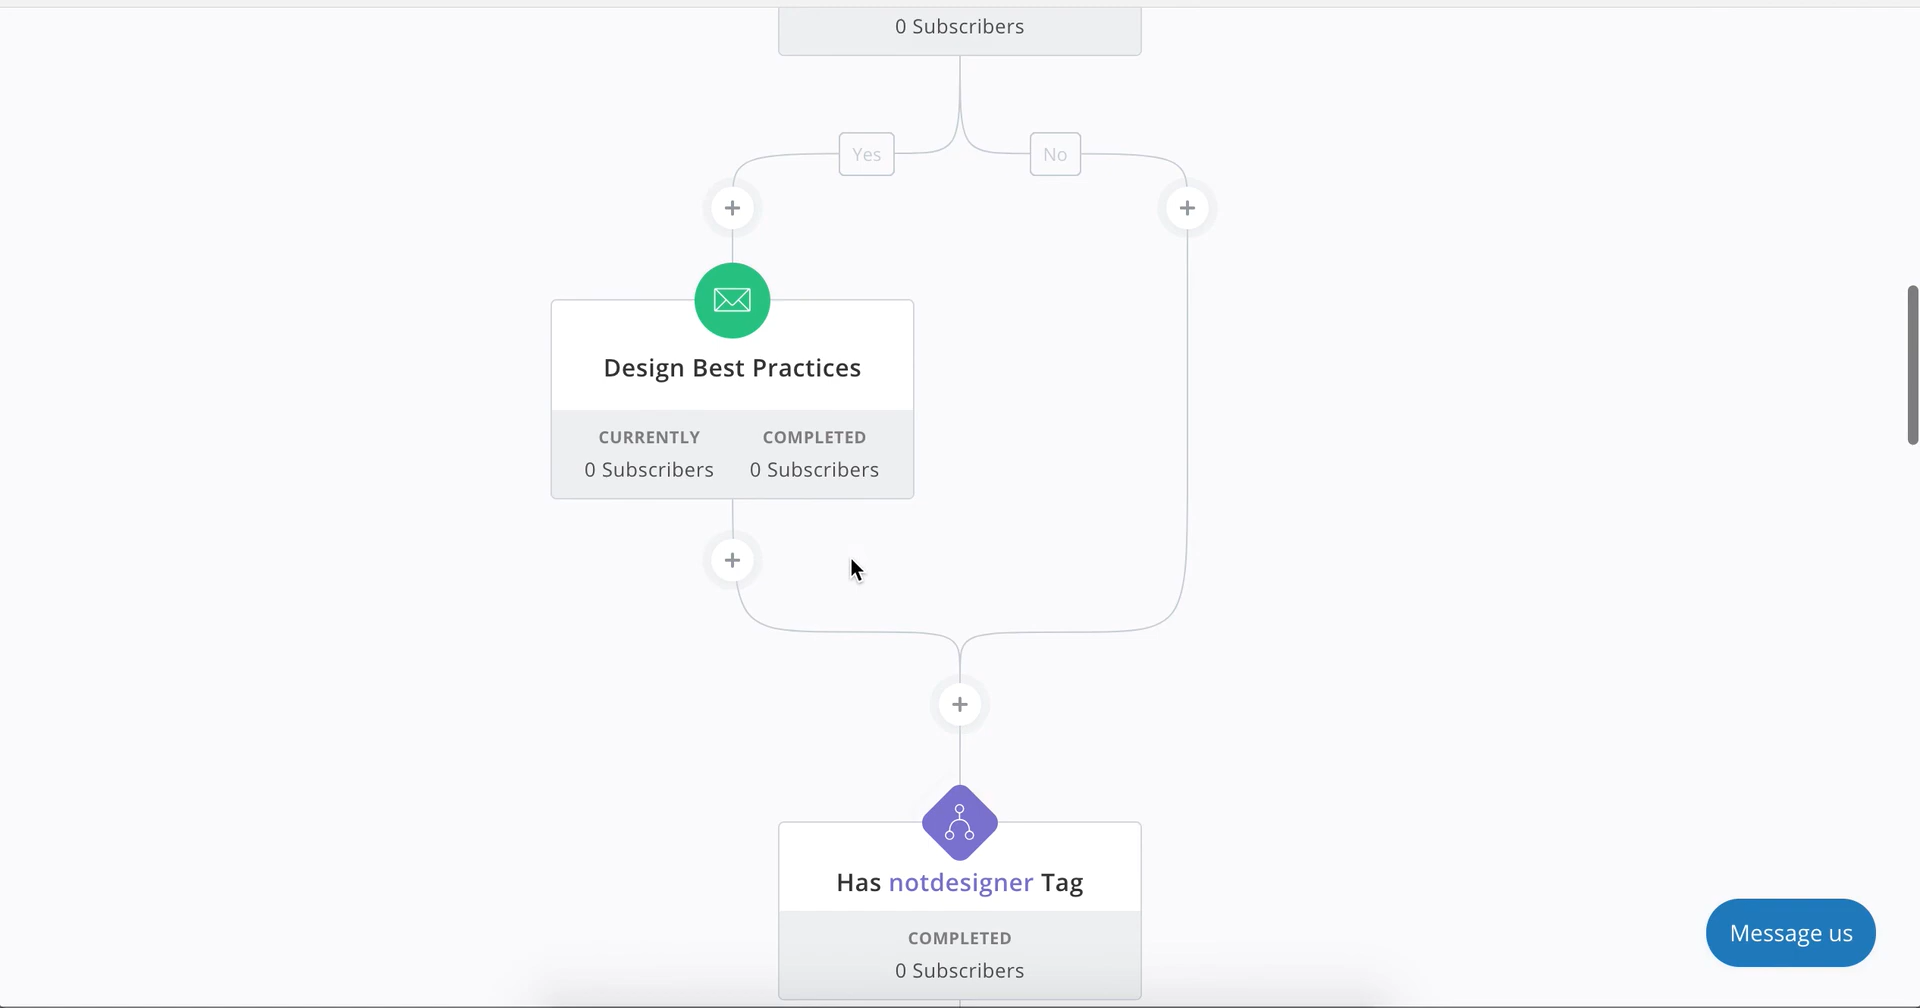 0 Subscribers
Yes
No
Design Best Practices
CURRENTLY COMPLETED
0 Subscribers 0 Subscribers
Has notdesigner Tag
COMPLETED
0 Subscribers
Message us